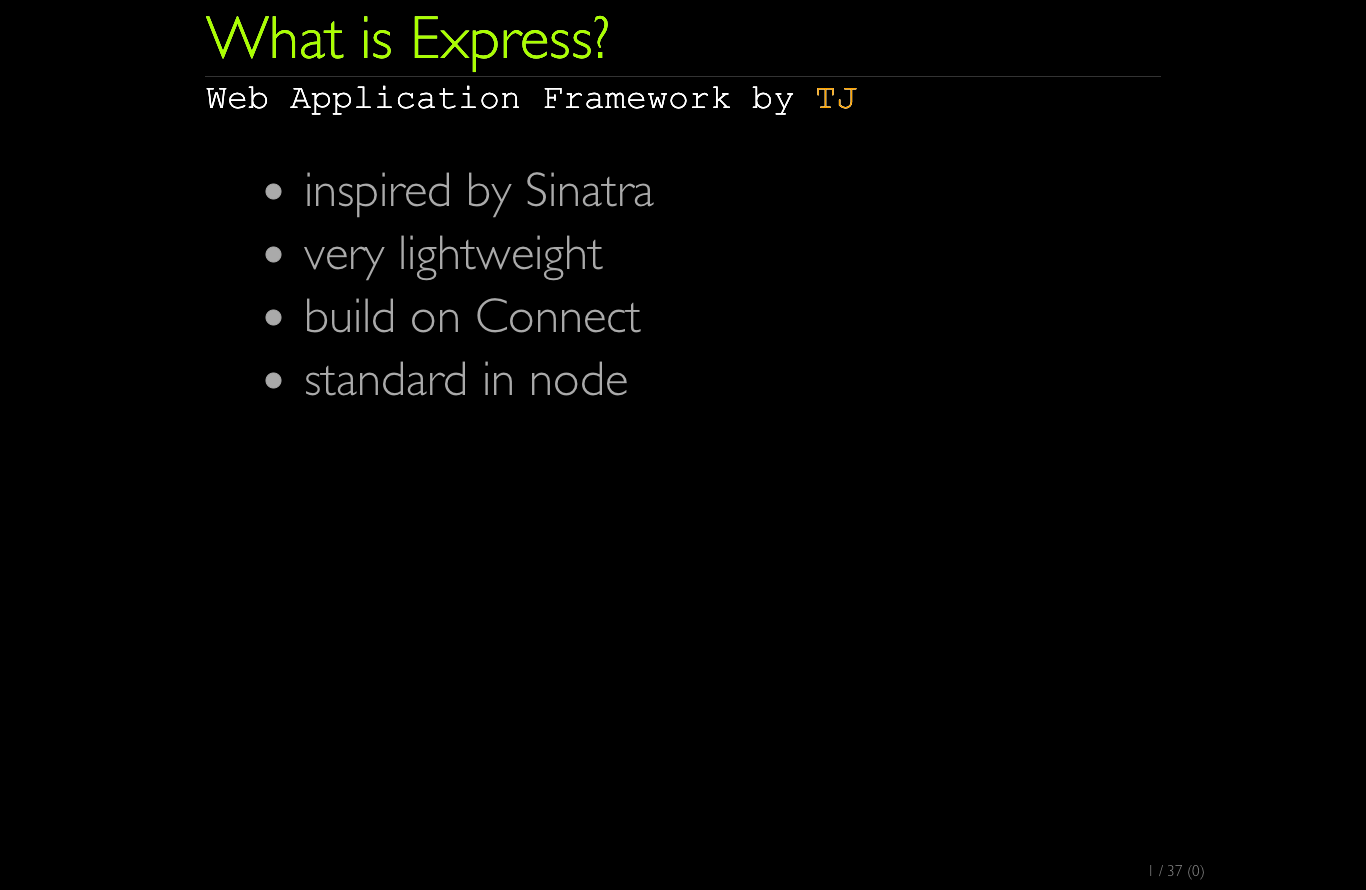 What is Express?
Web Application Framework by TJ
• inspired by Sinatra
• very lightweight
• build on Connect
• standard in node
1 / 37 (0)